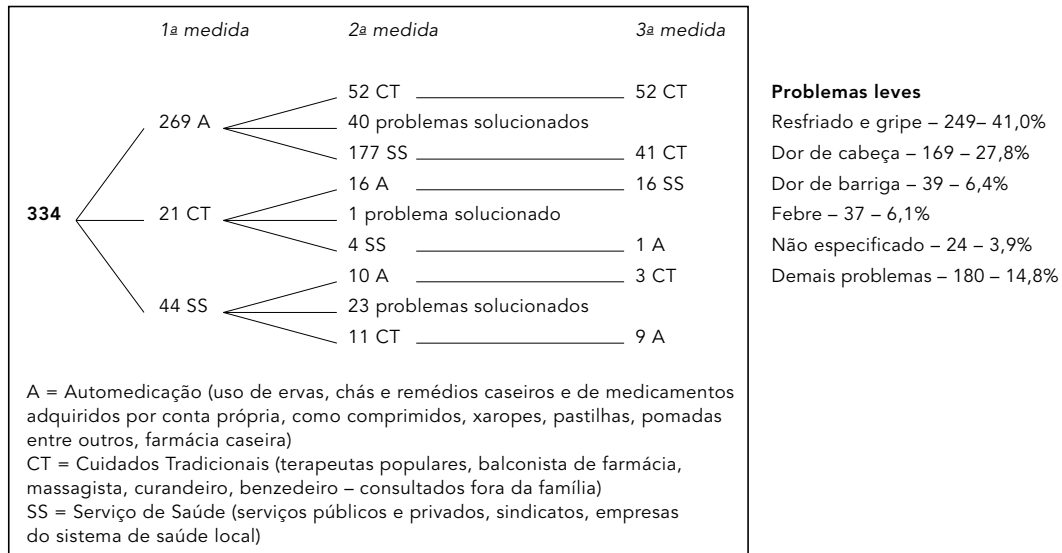 1ª medida 2ª medida 3ª medida
52 CT 52 CT
269 A 40 problemas solucionados
177 SS 41 CT
16 A 16 SS
334 21 CT 1 problema solucionado
4 SS 1 A
10 A 3 CT
44 SS 23 problemas solucionados
11 CT 9 A
A = Automedicação (uso de ervas, chás e remédios caseiros e de medicamentos
adquiridos por conta própria, como comprimidos, xaropes, pastilhas, pomadas
entre outros, farmácia caseira)
CT = Cuidados Tradicionais (terapeutas populares, balconista de farmácia,
massagista, curandeiro, benzedeiro – consultados fora da família)
SS = Serviço de Saúde (serviços públicos e privados, sindicatos, empresas
do sistema de saúde local)
Problemas leves
Resfriado e gripe – 249– 41,0%
Dor de cabeça – 169 – 27,8%
Dor de barriga – 39 – 6,4%
Febre – 37 – 6,1%
Não especificado – 24 – 3,9%
Demais problemas – 180 – 14,8%